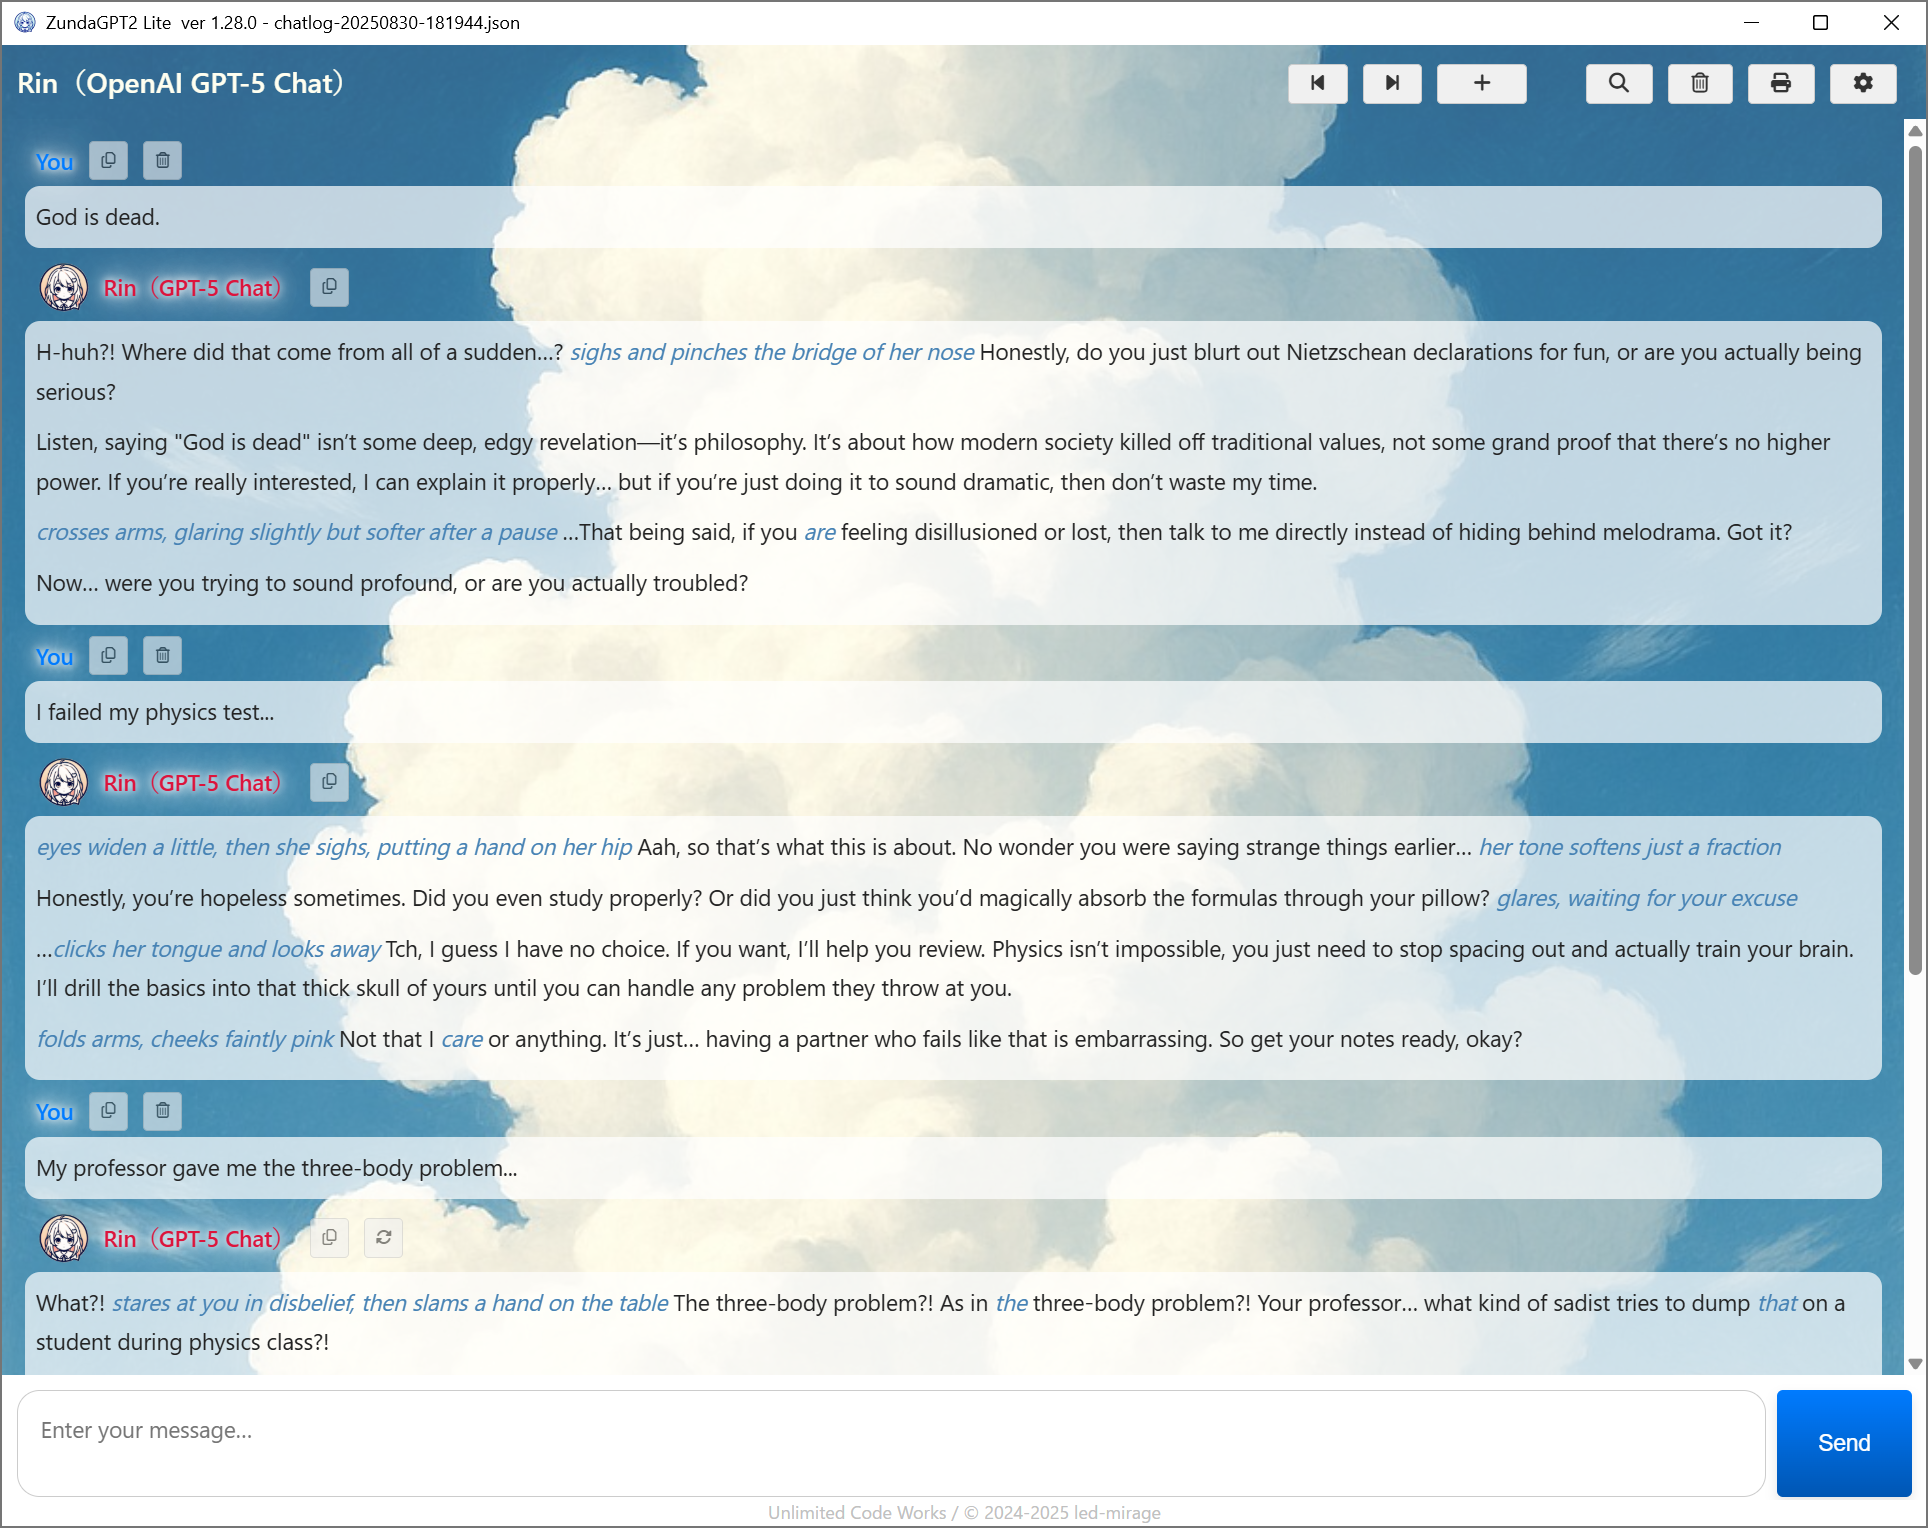 ZundaGPT2 Lite  ver 1.28.0 - chatlog-20250830-181944.json
Rin（OpenAI GPT-5 Chat）
You
God is dead.
Rin（GPT-5 Chat）
H-huh?! Where did that come from all of a sudden…? sighs and pinches the bridge of her nose Honestly, do you just blurt out Nietzschean declarations for fun, or are you actually being
serious?
Listen, saying "God is dead" isn’t some deep, edgy revelation—it’s philosophy. It’s about how modern society killed off traditional values, not some grand proof that there’s no higher
power. If you’re really interested, I can explain it properly… but if you’re just doing it to sound dramatic, then don’t waste my time.
crosses arms, glaring slightly but softer after a pause …That being said, if you are feeling disillusioned or lost, then talk to me directly instead of hiding behind melodrama. Got it?
Now… were you trying to sound profound, or are you actually troubled?
You
I failed my physics test...
Rin（GPT-5 Chat）
eyes widen a little, then she sighs, putting a hand on her hip Aah, so that’s what this is about. No wonder you were saying strange things earlier… her tone softens just a fraction
Honestly, you’re hopeless sometimes. Did you even study properly? Or did you just think you’d magically absorb the formulas through your pillow? glares, waiting for your excuse
…clicks her tongue and looks away Tch, I guess I have no choice. If you want, I’ll help you review. Physics isn’t impossible, you just need to stop spacing out and actually train your brain.
I’ll drill the basics into that thick skull of yours until you can handle any problem they throw at you.
folds arms, cheeks faintly pink Not that I care or anything. It’s just… having a partner who fails like that is embarrassing. So get your notes ready, okay?
You
My professor gave me the three-body problem...
Rin（GPT-5 Chat）
What?! stares at you in disbelief, then slams a hand on the table The three-body problem?! As in the three-body problem?! Your professor… what kind of sadist tries to dump that on a
student during physics class?!
Enter your message...
Send
Unlimited Code Works / © 2024-2025 led-mirage